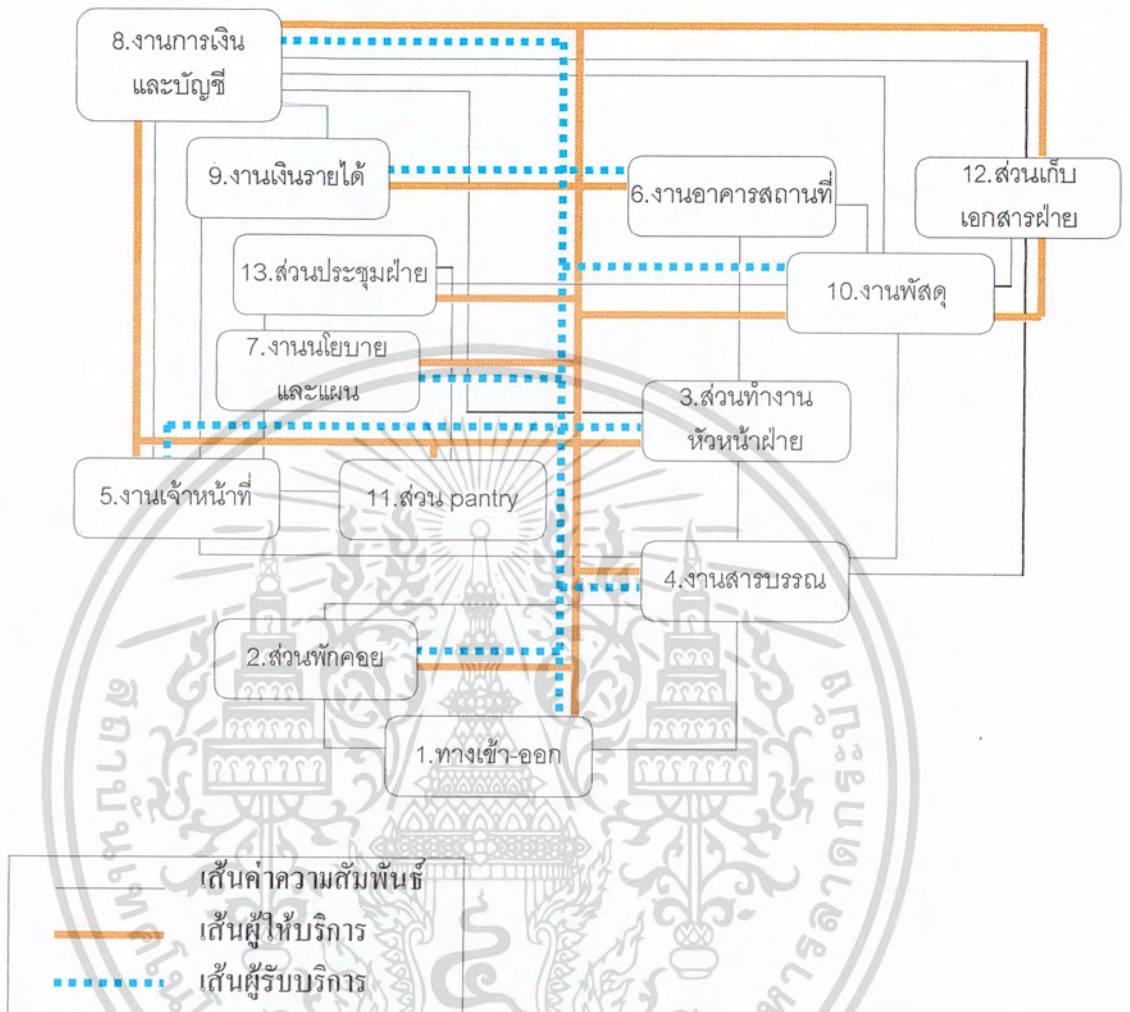 8.งานการเงิน
และบัญชี
9.งานเงินรายได้
6.งานอาคารสถานที่
12.ส่วนเก็บ
เอกสารฝ่าย
13.ส่วนประชุมฝ่าย
10.งานพัสดุ
7.งานนโยบาย
และแผน
3.ส่วนทำงาน
หัวหน้าฝ่าย
5.งานเจ้าหน้าที่
11.ส่วน pantry
4.งานสารบรรณ
2.ส่วนพักคอย
1.ทางเข้า-ออก
เส้นค่าความสัมพันธ์
เส้นผู้ให้บริการ
เส้นผู้รับบริการ